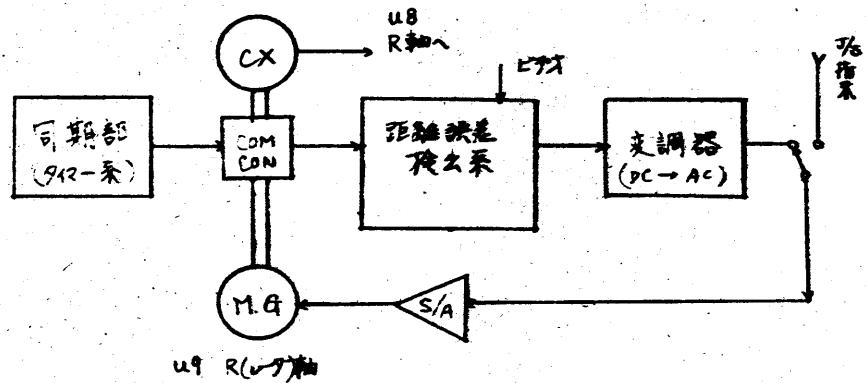 U8
R軸へ
CX
ビデオ
J/S
指示
同期部
(タイマー系)
COM
CON
距離誤差
検出系
変調器
(DC→AC)
M.G
S/A
U9 R(レーダ)軸